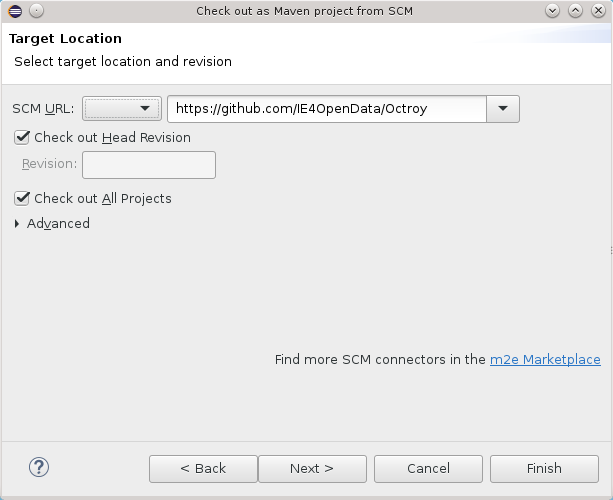 Check out as Maven project from SCM
Target Location
Select target location and revision
SCM URL: https://github.com/IE4OpenData/Octroy
Check out Head Revision
Revision:
Check out All Projects
Advanced
Find more SCM connectors in the m2e Marketplace
? < Back Next > Cancel Finish